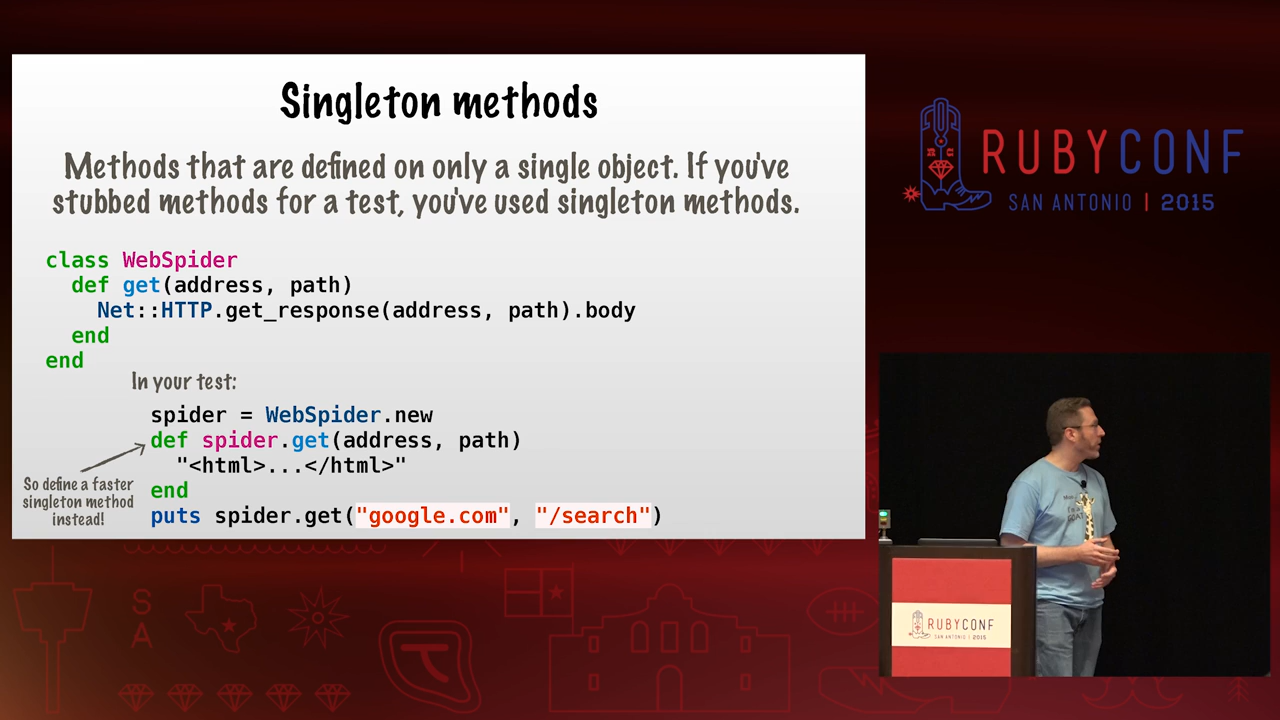 Singleton methods
Methods that are defined on only a single object. If you've
stubbed methods for a test, you've used singleton methods.
class WebSpider
  def get(address, path)
    Net::HTTP.get_response(address, path).body
  end
end
In your test:
spider = WebSpider.new
def spider.get(address, path)
  "<html>...</html>"
end
puts spider.get("google.com", "/search")
So define a faster
singleton method
instead!
RUBYCONF
SAN ANTONIO | 2015
RUBYCONF
SAN ANTONIO | 2015
S
A